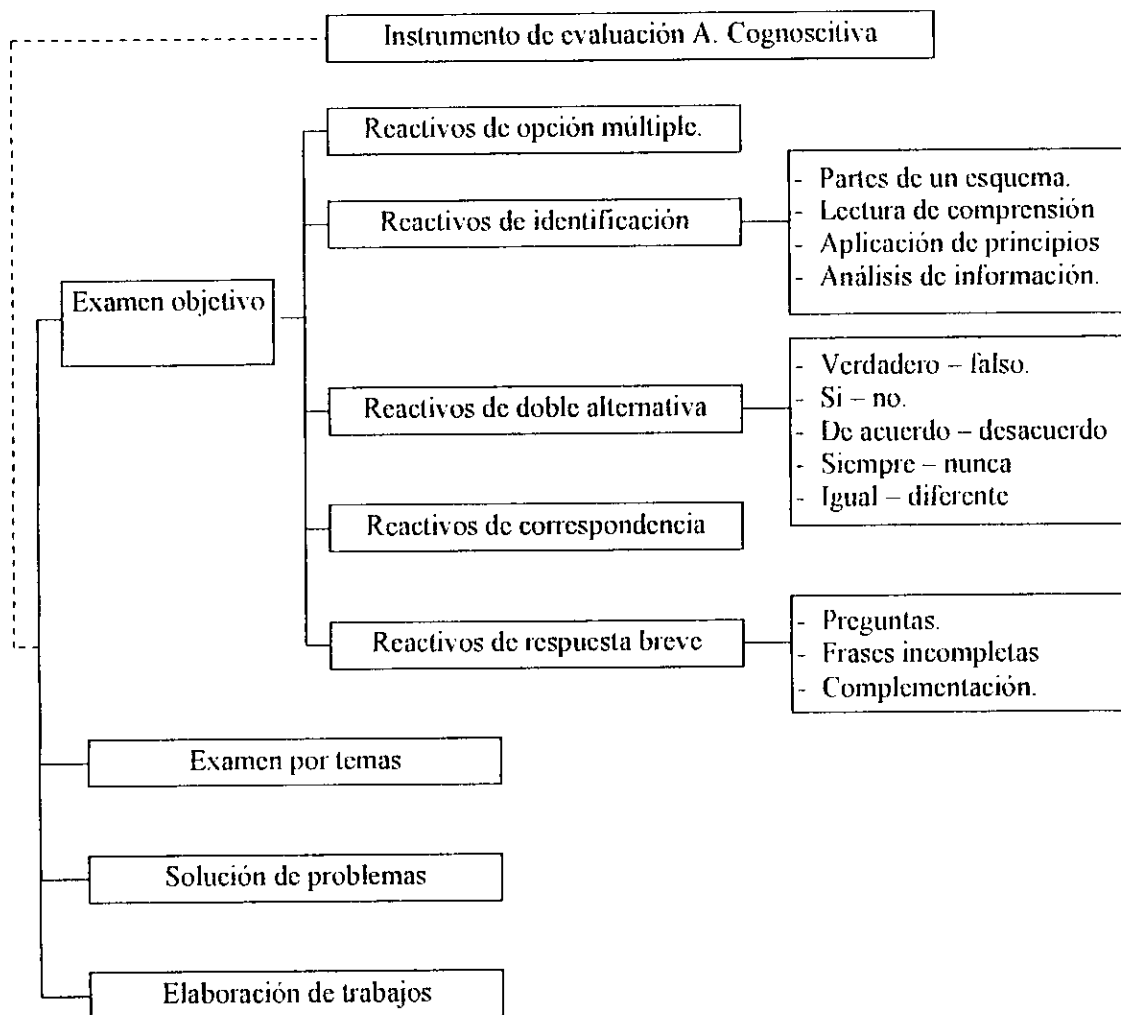 Instrumento de evaluación A. Cognoscitiva
Reactivos de opción múltiple.
Reactivos de identificación
- Partes de un esquema.
- Lectura de comprensión
- Aplicación de principios
- Análisis de información.
Examen objetivo
Reactivos de doble alternativa
- Verdadero – falso.
- Si – no.
- De acuerdo – desacuerdo
- Siempre – nunca
- Igual – diferente
Reactivos de correspondencia
Reactivos de respuesta breve
- Preguntas.
- Frases incompletas
- Complementación.
Examen por temas
Solución de problemas
Elaboración de trabajos